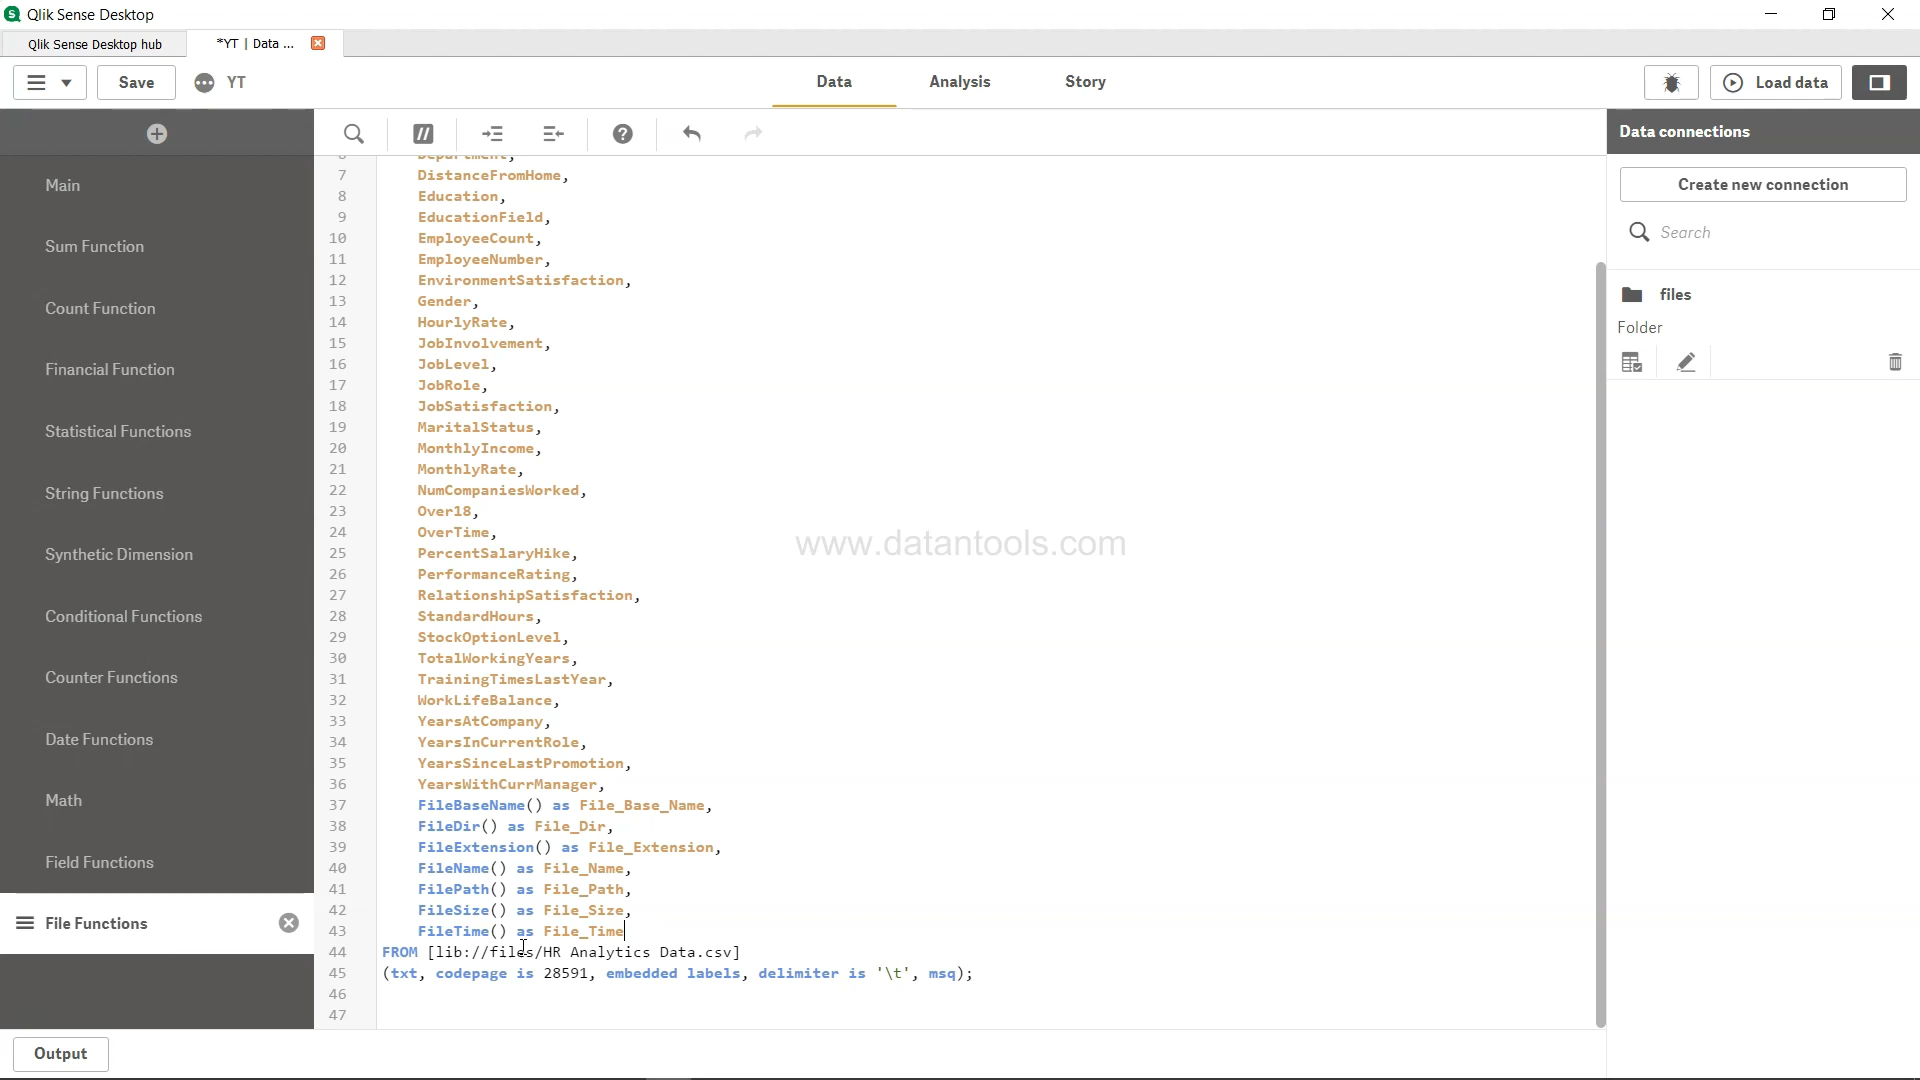 Qlik Sense Desktop
Qlik Sense Desktop hub
*YT | Data ...
Save
YT
Data
Analysis
Story
Load data
Data connections
Create new connection
Search
files
Folder
Main
Sum Function
Count Function
Financial Function
Statistical Functions
String Functions
Synthetic Dimension
Conditional Functions
Counter Functions
Date Functions
Math
Field Functions
File Functions
6 Department,
7 DistanceFromHome,
8 Education,
9 EducationField,
10 EmployeeCount,
11 EmployeeNumber,
12 EnvironmentSatisfaction,
13 Gender,
14 HourlyRate,
15 JobInvolvement,
16 JobLevel,
17 JobRole,
18 JobSatisfaction,
19 MaritalStatus,
20 MonthlyIncome,
21 MonthlyRate,
22 NumCompaniesWorked,
23 Over18,
24 OverTime,
25 PercentSalaryHike,
26 PerformanceRating,
27 RelationshipSatisfaction,
28 StandardHours,
29 StockOptionLevel,
30 TotalWorkingYears,
31 TrainingTimesLastYear,
32 WorkLifeBalance,
33 YearsAtCompany,
34 YearsInCurrentRole,
35 YearsSinceLastPromotion,
36 YearsWithCurrManager,
37 FileBaseName() as File_Base_Name,
38 FileDir() as File_Dir,
39 FileExtension() as File_Extension,
40 FileName() as File_Name,
41 FilePath() as File_Path,
42 FileSize() as File_Size,
43 FileTime() as File_Time
44 FROM [lib://files/HR Analytics Data.csv]
45 (txt, codepage is 28591, embedded labels, delimiter is '\t', msq);
46
47
www.datantools.com
Output